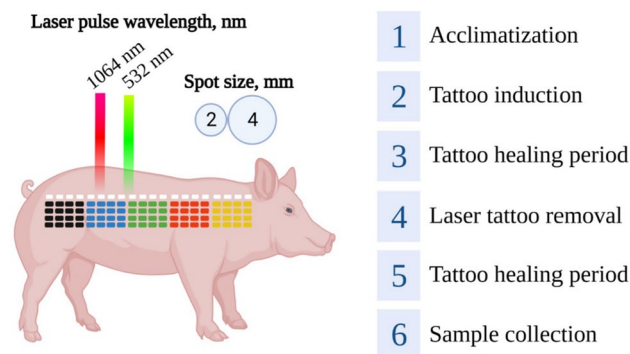 Laser pulse wavelength, nm
1064 nm
532 nm
Spot size, mm
2 4
1 Acclimatization
2 Tattoo induction
3 Tattoo healing period
4 Laser tattoo removal
5 Tattoo healing period
6 Sample collection